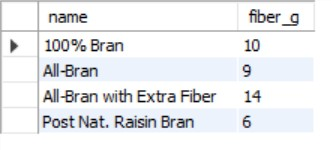 name fiber_g
100% Bran 10
All-Bran 9
All-Bran with Extra Fiber 14
Post Nat. Raisin Bran 6